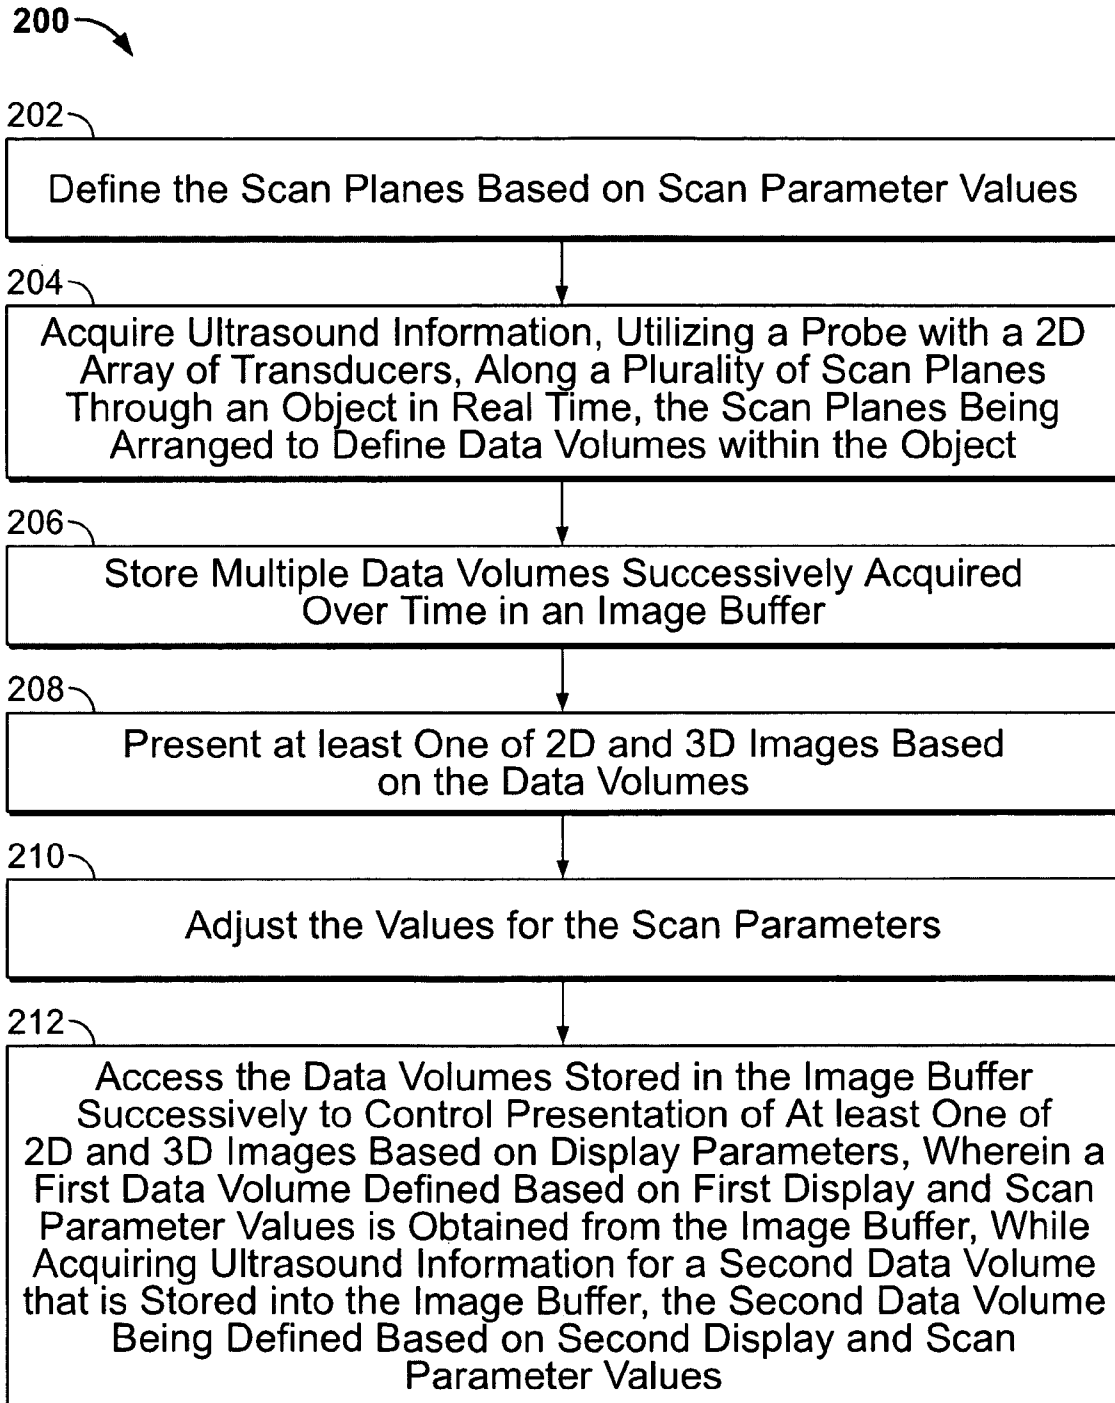 200
202
Define the Scan Planes Based on Scan Parameter Values
204
Acquire Ultrasound Information, Utilizing a Probe with a 2D
Array of Transducers, Along a Plurality of Scan Planes
Through an Object in Real Time, the Scan Planes Being
Arranged to Define Data Volumes within the Object
206
Store Multiple Data Volumes Successively Acquired
Over Time in an Image Buffer
208
Present at least One of 2D and 3D Images Based
on the Data Volumes
210
Adjust the Values for the Scan Parameters
212
Access the Data Volumes Stored in the Image Buffer
Successively to Control Presentation of At least One of
2D and 3D Images Based on Display Parameters, Wherein a
First Data Volume Defined Based on First Display and Scan
Parameter Values is Obtained from the Image Buffer, While
Acquiring Ultrasound Information for a Second Data Volume
that is Stored into the Image Buffer, the Second Data Volume
Being Defined Based on Second Display and Scan
Parameter Values